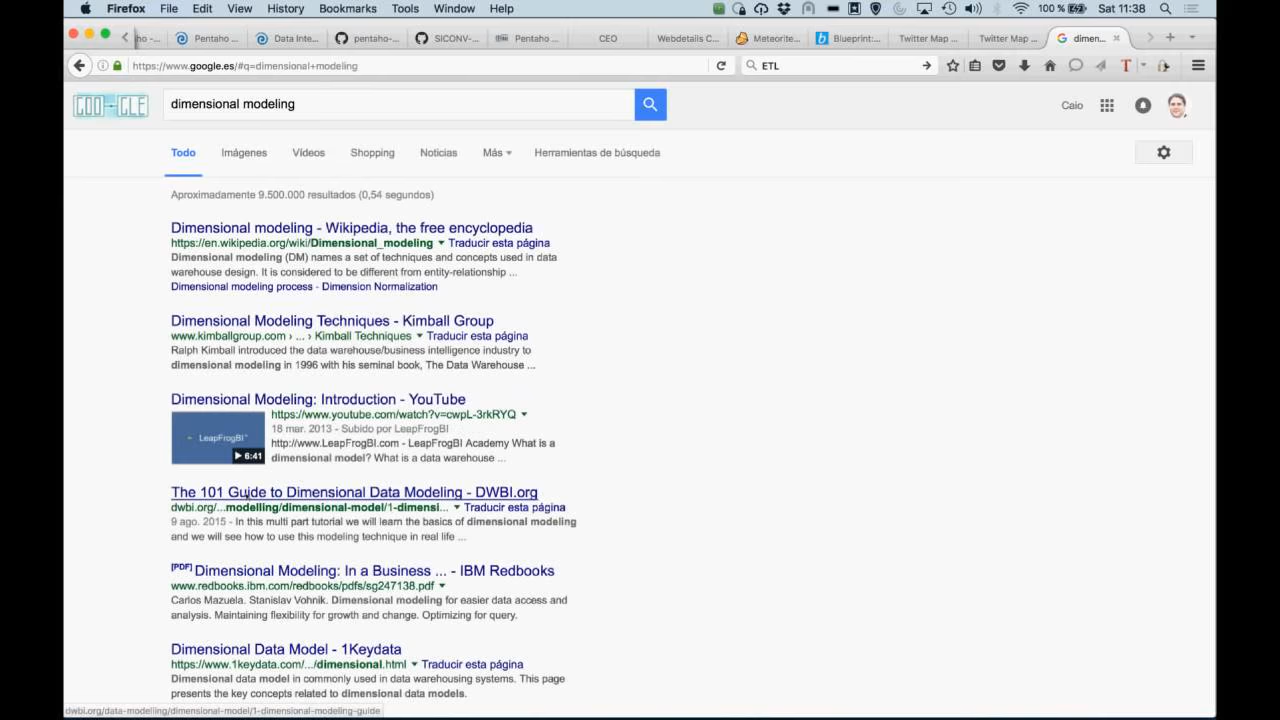 Firefox File Edit View History Bookmarks Tools Window Help 100 % Sat 11:38
ho - ... Pentaho ... Data Inte... pentaho-... SICONV-... Pentaho ... CEO Webdetails C... Meteorite... Blueprint:... Twitter Map ... Twitter Map ... dimen...
https://www.google.es/#q=dimensional+modeling ETL
GOO-GLE dimensional modeling Caio
Todo Imágenes Vídeos Shopping Noticias Más Herramientas de búsqueda
Aproximadamente 9.500.000 resultados (0,54 segundos)
Dimensional modeling - Wikipedia, the free encyclopedia
https://en.wikipedia.org/wiki/Dimensional_modeling Traducir esta página
Dimensional modeling (DM) names a set of techniques and concepts used in data
warehouse design. It is considered to be different from entity-relationship ...
Dimensional modeling process - Dimension Normalization
Dimensional Modeling Techniques - Kimball Group
www.kimballgroup.com › ... › Kimball Techniques Traducir esta página
Ralph Kimball introduced the data warehouse/business intelligence industry to
dimensional modeling in 1996 with his seminal book, The Data Warehouse ...
Dimensional Modeling: Introduction - YouTube
https://www.youtube.com/watch?v=cwpL-3rkRYQ
18 mar. 2013 - Subido por LeapFrogBI
LeapFrogBI
http://www.LeapFrogBI.com - LeapFrogBI Academy What is a
6:41
dimensional model? What is a data warehouse ...
The 101 Guide to Dimensional Data Modeling - DWBI.org
dwbi.org/...modelling/dimensional-model/1-dimensi... Traducir esta página
9 ago. 2015 - In this multi part tutorial we will learn the basics of dimensional modeling
and we will see how to use this modeling technique in real life ...
[PDF] Dimensional Modeling: In a Business ... - IBM Redbooks
www.redbooks.ibm.com/redbooks/pdfs/sg247138.pdf
Carlos Mazuela. Stanislav Vohnik. Dimensional modeling for easier data access and
analysis. Maintaining flexibility for growth and change. Optimizing for query.
Dimensional Data Model - 1Keydata
https://www.1keydata.com/.../dimensional.html Traducir esta página
Dimensional data model in commonly used in data warehousing systems. This page
presents the key concepts related to dimensional data models.
dwbi.org/data-modelling/dimensional-model/1-dimensional-modeling-guide